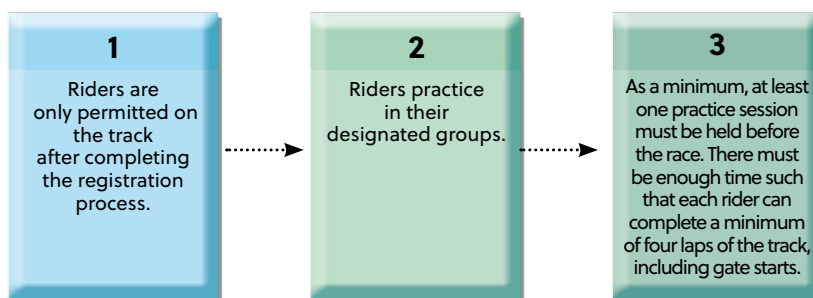 1
Riders are
only permitted on
the track
after completing
the registration
process.
2
Riders practice
in their
designated groups.
3
As a minimum, at least
one practice session
must be held before
the race. There must
be enough time such
that each rider can
complete a minimum
of four laps of the track,
including gate starts.